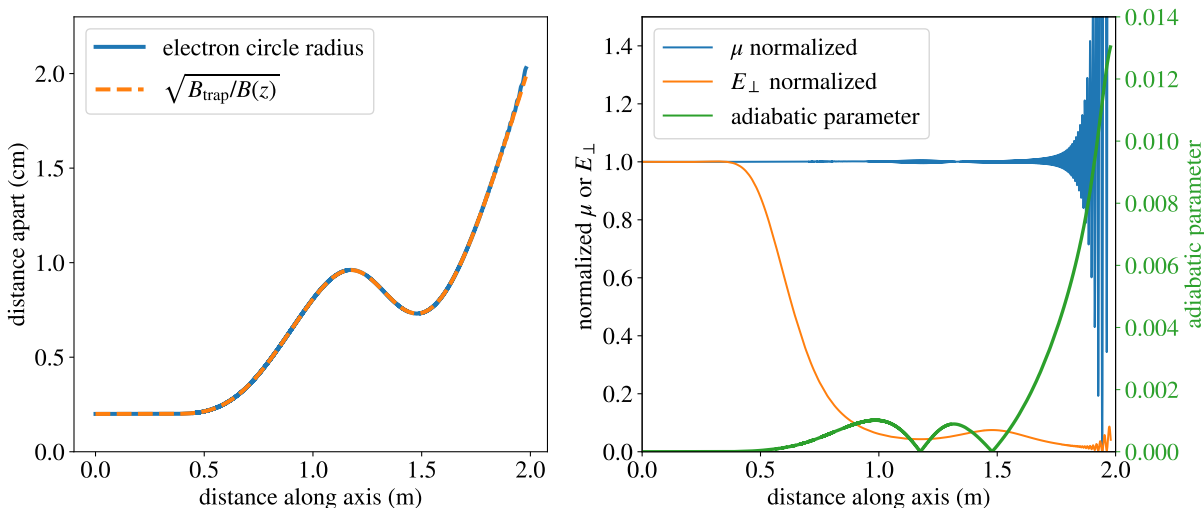 electron circle radius
√B_trap/B(z)
distance apart (cm)
2.0
1.5
1.0
0.5
0.0
0.0 0.5 1.0 1.5 2.0
distance along axis (m)
μ normalized
E⊥ normalized
adiabatic parameter
normalized μ or E⊥
1.4
1.2
1.0
0.8
0.6
0.4
0.2
0.0
0.0 0.5 1.0 1.5 2.0
distance along axis (m)
0.014
0.012
0.010
0.008
0.006
0.004
0.002
0.000
adiabatic parameter